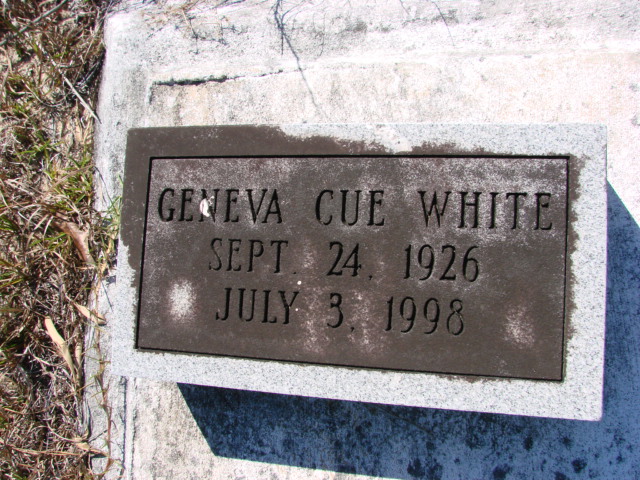 GENEVA CUE WHITE
SEPT. 24, 1926
JULY 3, 1998